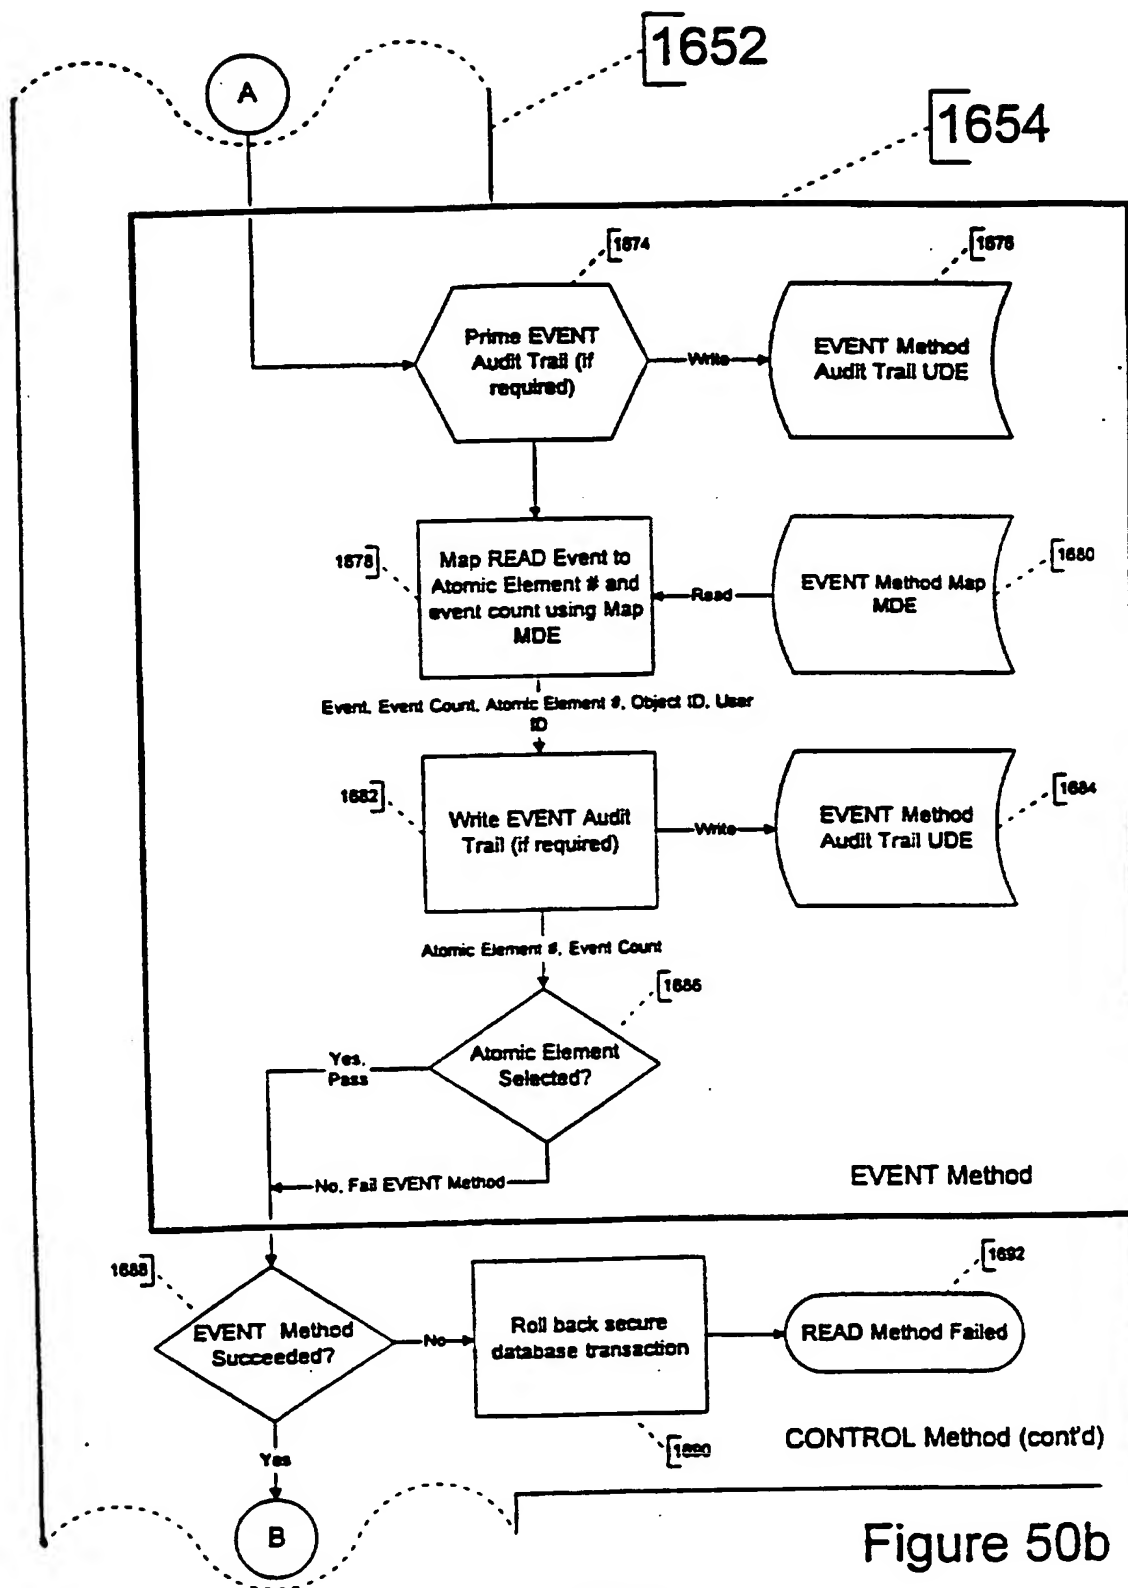 1652
A
1654
1674
1676
Prime EVENT
Audit Trail (if
required)
Write
EVENT Method
Audit Trail UDE
1678
Map READ Event to
Atomic Element # and
event count using Map
MDE
Read
EVENT Method Map
MDE
1680
Event, Event Count, Atomic Element #, Object ID, User
ID
1682
Write EVENT Audit
Trail (if required)
Write
EVENT Method
Audit Trail UDE
1684
Atomic Element #, Event Count
1686
Atomic Element
Selected?
Yes,
Pass
No, Fail EVENT Method
EVENT Method
1688
EVENT Method
Succeeded?
No
Roll back secure
database transaction
1692
READ Method Failed
1690
CONTROL Method (cont'd)
Yes
B
Figure 50b